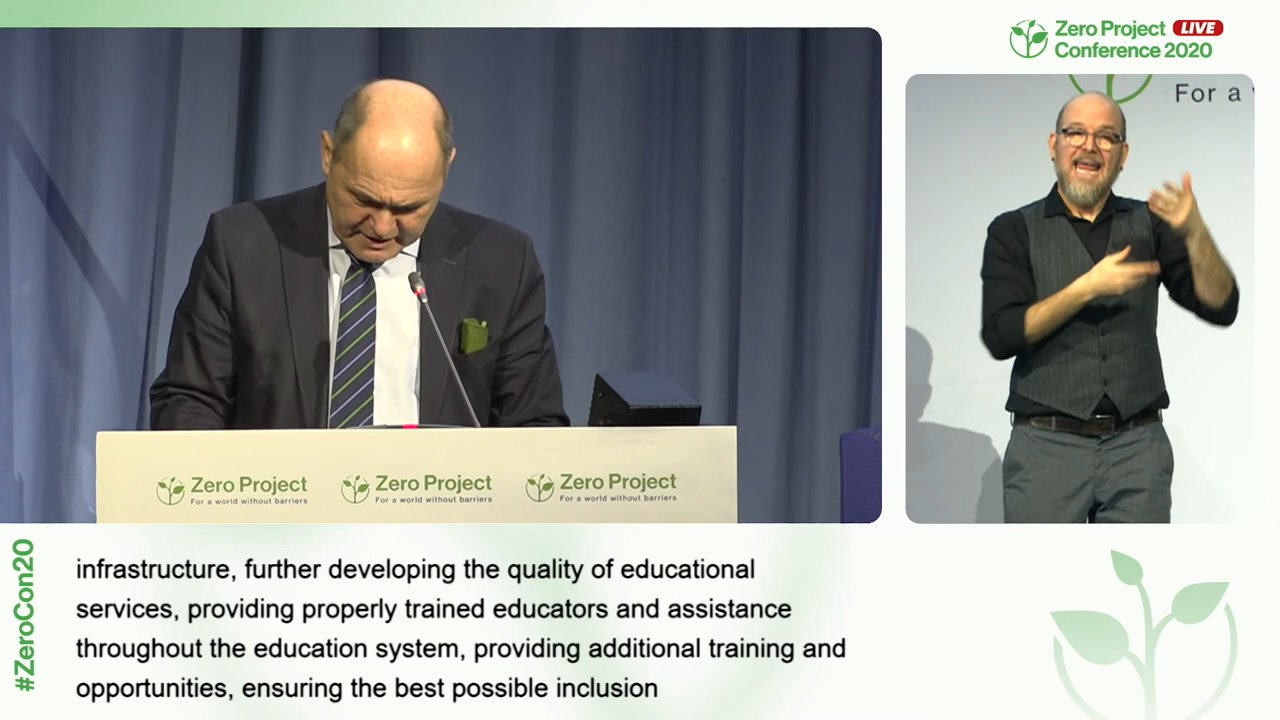 Zero Project LIVE
Conference 2020
For a
Zero Project
For a world without barriers
Zero Project
For a world without barriers
Zero Project
For a world without barriers
#ZeroCon20
infrastructure, further developing the quality of educational
services, providing properly trained educators and assistance
throughout the education system, providing additional training and
opportunities, ensuring the best possible inclusion